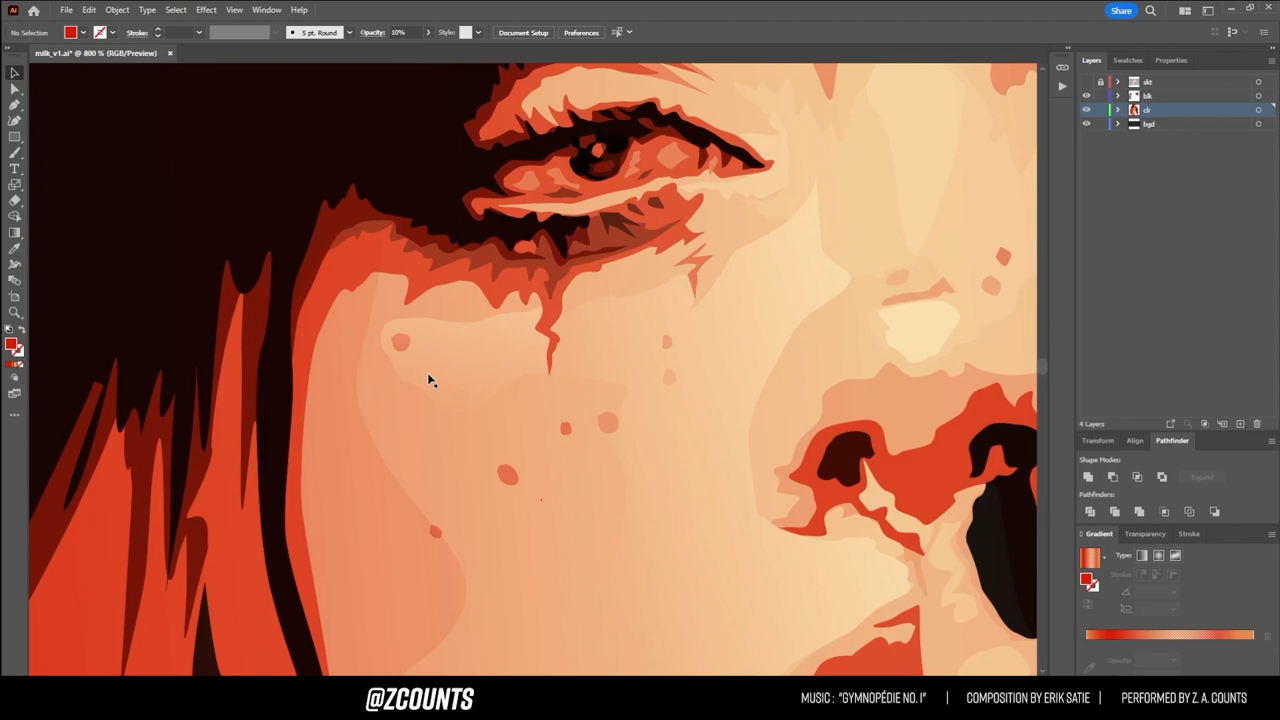 Ai File Edit Object Type Select Effect View Window Help Share
No Selection Stroke: 5 pt. Round Opacity: 10% Style: Document Setup Preferences
milk_v1.ai* @ 800 % (RGB/Preview) ×
Layers Swatches Properties
skt
blk
clr
bgd
4 Layers
Transform Align Pathfinder
Shape Modes:
Expand
Pathfinders:
Gradient Transparency Stroke
Type:
Stroke:
Opacity:
@ZCOUNTS
MUSIC : "GYMNOPÉDIE NO. 1" | COMPOSITION BY ERIK SATIE | PERFORMED BY Z. A. COUNTS